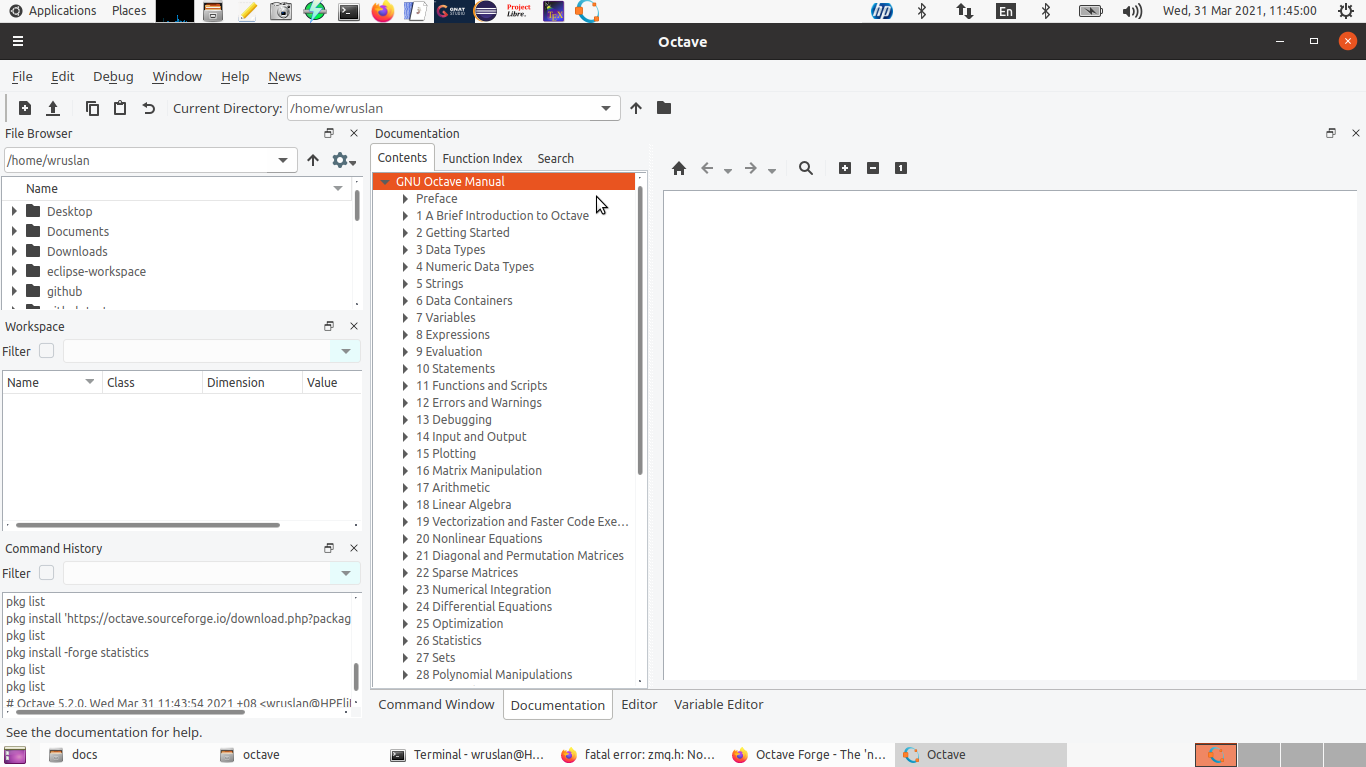 Applications Places GNAT STUDIO Project Libre. TeX En Wed, 31 Mar 2021, 11:45:00
Octave
File Edit Debug Window Help News
Current Directory: /home/wruslan
File Browser
/home/wruslan
Name
Desktop
Documents
Downloads
eclipse-workspace
github
Workspace
Filter
Name Class Dimension Value
Command History
Filter
pkg list
pkg install 'https://octave.sourceforge.io/download.php?packag
pkg list
pkg install -forge statistics
pkg list
pkg list
# Octave 5.2.0, Wed Mar 31 11:43:54 2021 +08 <wruslan@HPEli
Documentation
Contents Function Index Search
GNU Octave Manual
Preface
1 A Brief Introduction to Octave
2 Getting Started
3 Data Types
4 Numeric Data Types
5 Strings
6 Data Containers
7 Variables
8 Expressions
9 Evaluation
10 Statements
11 Functions and Scripts
12 Errors and Warnings
13 Debugging
14 Input and Output
15 Plotting
16 Matrix Manipulation
17 Arithmetic
18 Linear Algebra
19 Vectorization and Faster Code Exe...
20 Nonlinear Equations
21 Diagonal and Permutation Matrices
22 Sparse Matrices
23 Numerical Integration
24 Differential Equations
25 Optimization
26 Statistics
27 Sets
28 Polynomial Manipulations
Command Window Documentation Editor Variable Editor
See the documentation for help.
docs octave Terminal - wruslan@H... fatal error: zmq.h: No... Octave Forge - The 'n... Octave